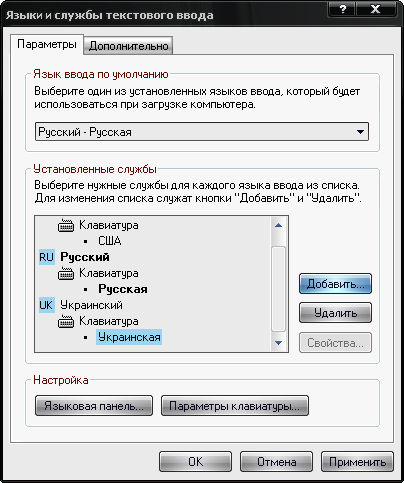 Языки и службы текстового ввода
Параметры
Дополнительно
Язык ввода по умолчанию
Выберите один из установленных языков ввода, который будет
использоваться при загрузке компьютера.
Русский - Русская
Установленные службы
Выберите нужные службы для каждого языка ввода из списка.
Для изменения списка служат кнопки "Добавить" и "Удалить".
Клавиатура
• США
RU Русский
Клавиатура
• Русская
UK Украинский
Клавиатура
• Украинская
Добавить...
Удалить
Свойства...
Настройка
Языковая панель...
Параметры клавиатуры...
OK
Отмена
Применить